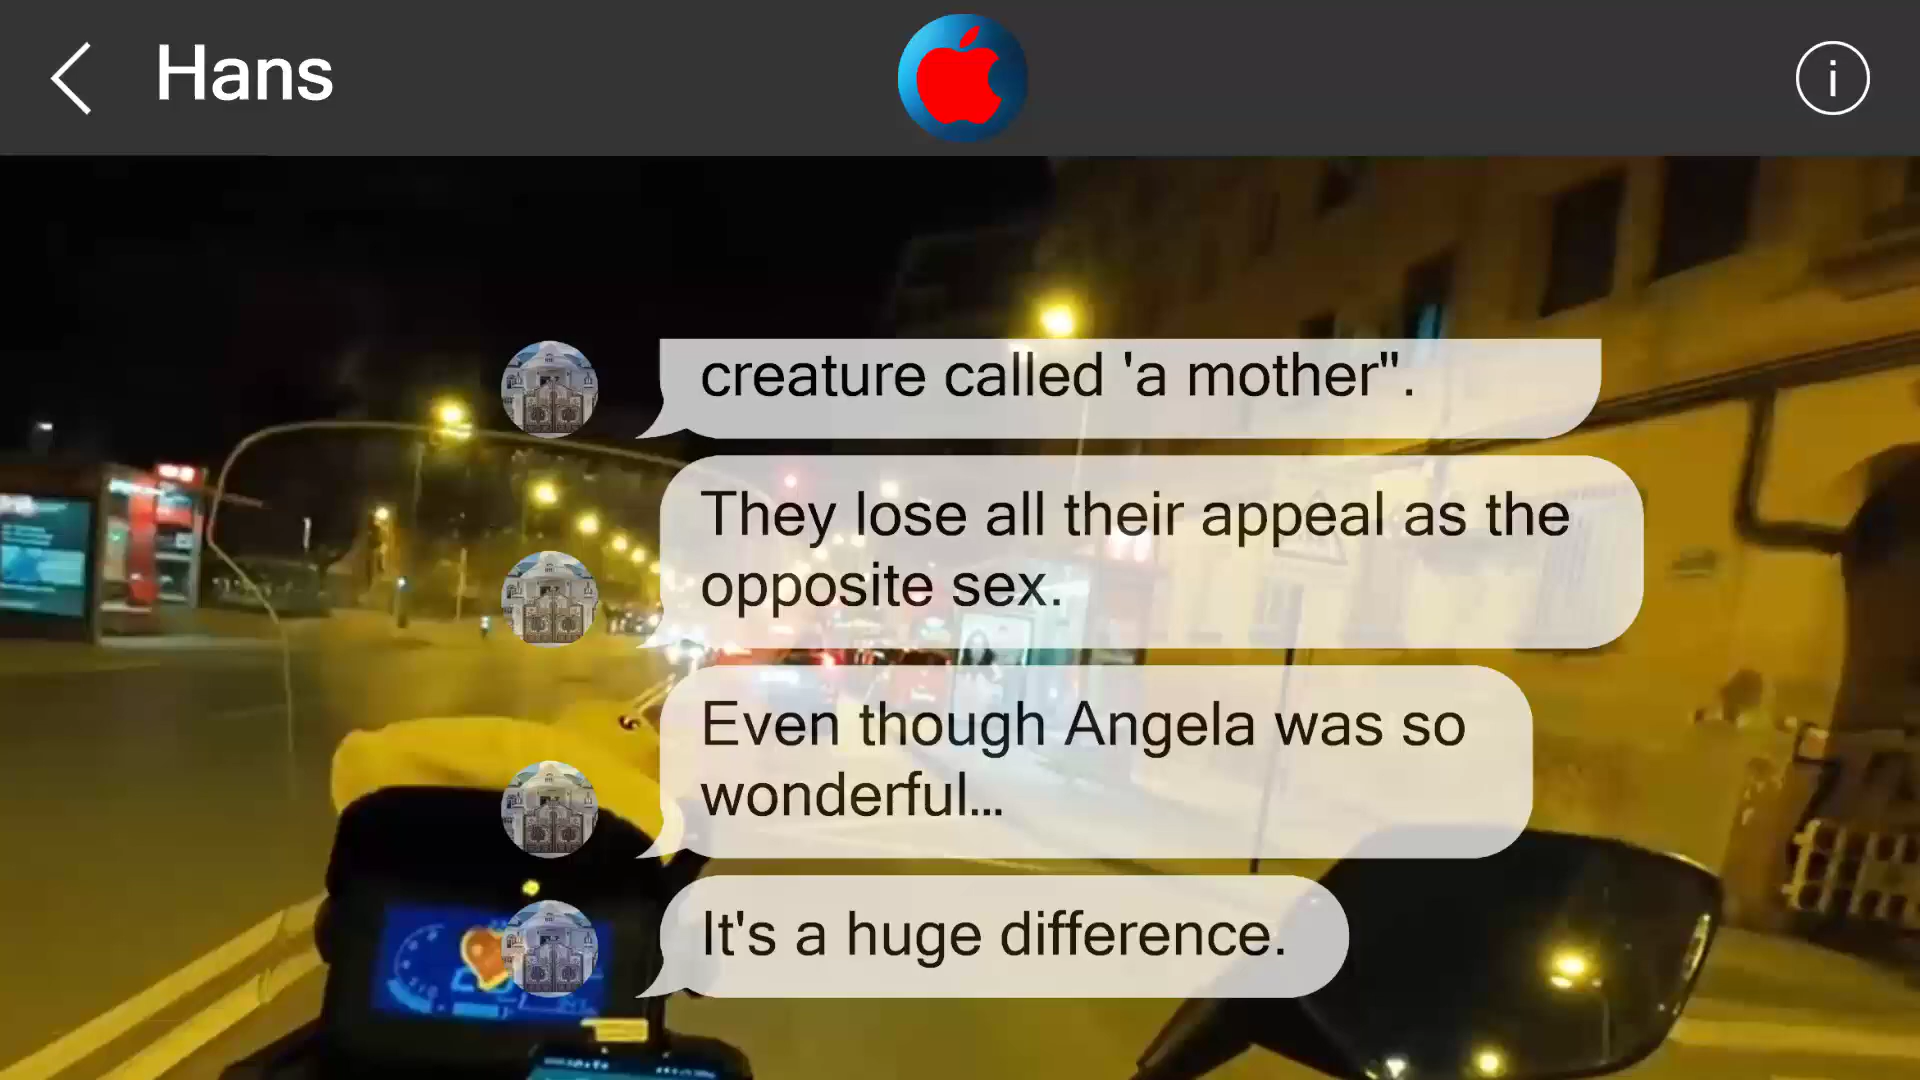 Hans
creature called 'a mother".
They lose all their appeal as the
opposite sex.
Even though Angela was so
wonderful...
It's a huge difference.